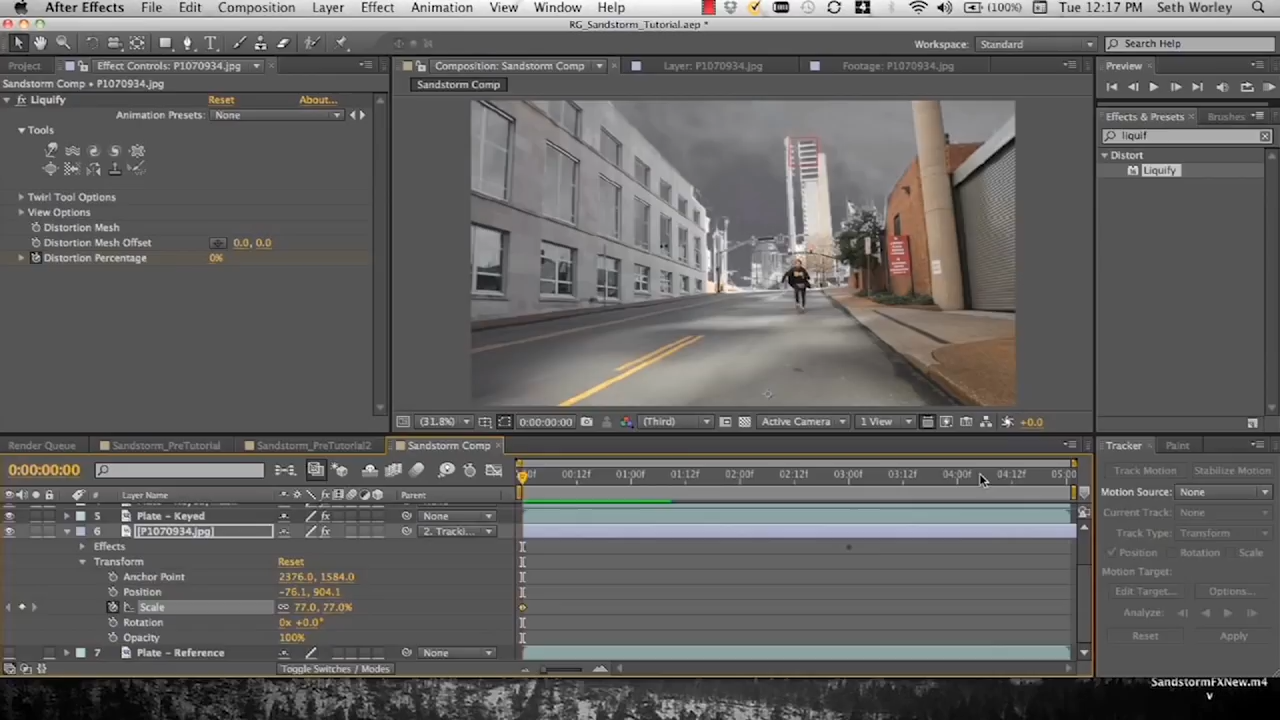 After Effects File Edit Composition Layer Effect Animation View Window Help (100%) Tue 12:17 PM Seth Worley
RG_Sandstorm_Tutorial.aep *
Workspace: Standard Search Help
Project Effect Controls: P1070934.jpg Composition: Sandstorm Comp Layer: P1070934.jpg Footage: P1070934.jpg Preview
Sandstorm Comp • P1070934.jpg Sandstorm Comp
fx Liquify Reset About...
Animation Presets: None Effects & Presets Brushes
Tools liquif
Distort
Liquify
Twirl Tool Options
View Options
Distortion Mesh
Distortion Mesh Offset 0.0, 0.0
Distortion Percentage 0%
(31.8%) 0:00:00:00 (Third) Active Camera 1 View +0.0
Render Queue Sandstorm_PreTutorial Sandstorm_PreTutorial2 Sandstorm Comp Tracker Paint
0:00:00:00 00:12f 01:00f 01:12f 02:00f 02:12f 03:00f 03:12f 04:00f 04:12f 05:00 Track Motion Stabilize Motion
# Layer Name Parent Motion Source: None
5 Plate - Keyed None Current Track: None
6 [P1070934.jpg] 2. Tracki... Track Type: Transform
Effects Position Rotation Scale
Transform Reset Motion Target:
Anchor Point 2376.0, 1584.0 Edit Target... Options...
Position -76.1, 904.1
Scale 77.0, 77.0% Analyze:
Rotation 0x +0.0°
Opacity 100% Reset Apply
7 Plate - Reference None
Toggle Switches / Modes
SandstormFXNew.m4
v